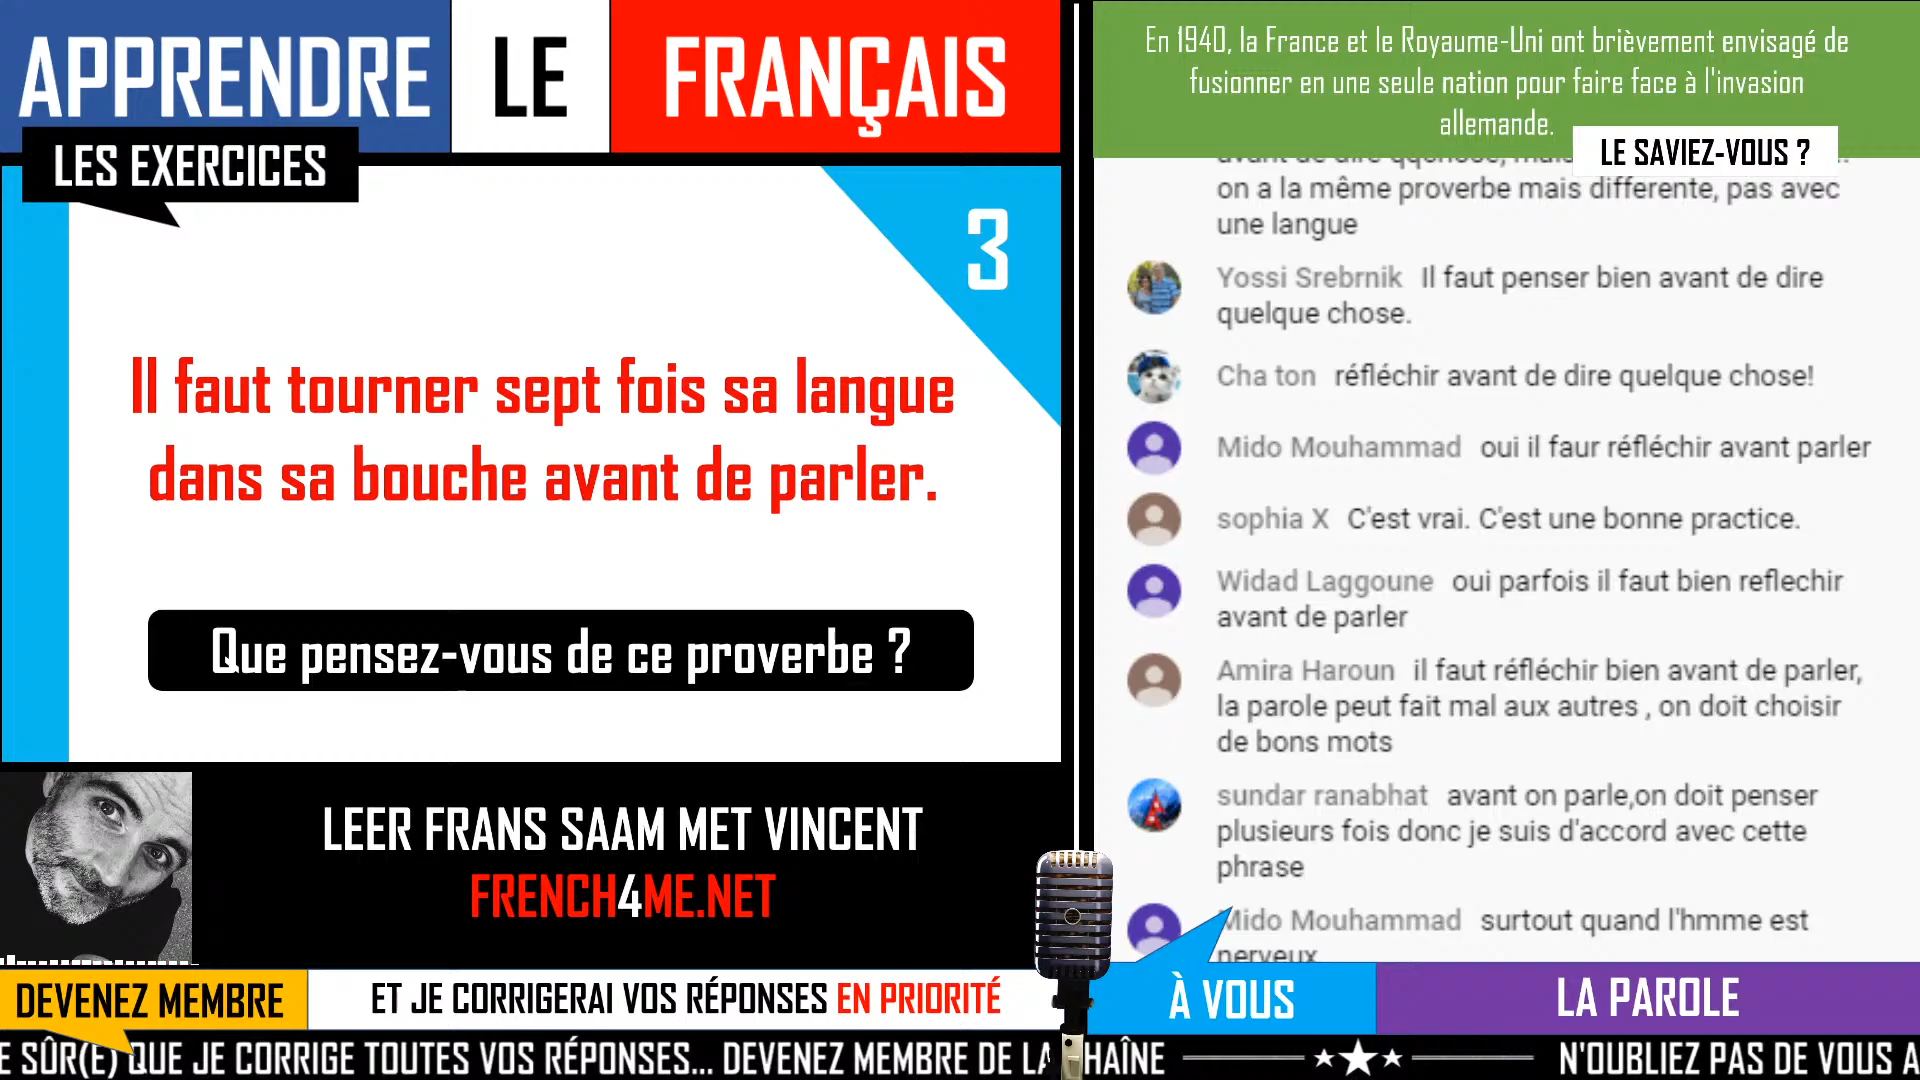 APPRENDRE LE FRANÇAIS
LES EXERCICES
3
Il faut tourner sept fois sa langue
dans sa bouche avant de parler.
Que pensez-vous de ce proverbe ?
LEER FRANS SAAM MET VINCENT
FRENCH4ME.NET
DEVENEZ MEMBRE
ET JE CORRIGERAI VOS RÉPONSES EN PRIORITÉ
En 1940, la France et le Royaume-Uni ont brièvement envisagé de
fusionner en une seule nation pour faire face à l'invasion
allemande.
LE SAVIEZ-VOUS ?
avant de dire qqchose,
on a la même proverbe mais differente, pas avec
une langue
Yossi Srebrnik Il faut penser bien avant de dire
quelque chose.
Cha ton réfléchir avant de dire quelque chose!
Mido Mouhammad oui il faur réfléchir avant parler
sophia X C'est vrai. C'est une bonne practice.
Widad Laggoune oui parfois il faut bien reflechir
avant de parler
Amira Haroun il faut réfléchir bien avant de parler,
la parole peut fait mal aux autres , on doit choisir
de bons mots
sundar ranabhat avant on parle,on doit penser
plusieurs fois donc je suis d'accord avec cette
phrase
Mido Mouhammad surtout quand l'hmme est
nerveux
À VOUS
LA PAROLE
E SÛR(E) QUE JE CORRIGE TOUTES VOS RÉPONSES... DEVENEZ MEMBRE DE LA CHAÎNE N'OUBLIEZ PAS DE VOUS A